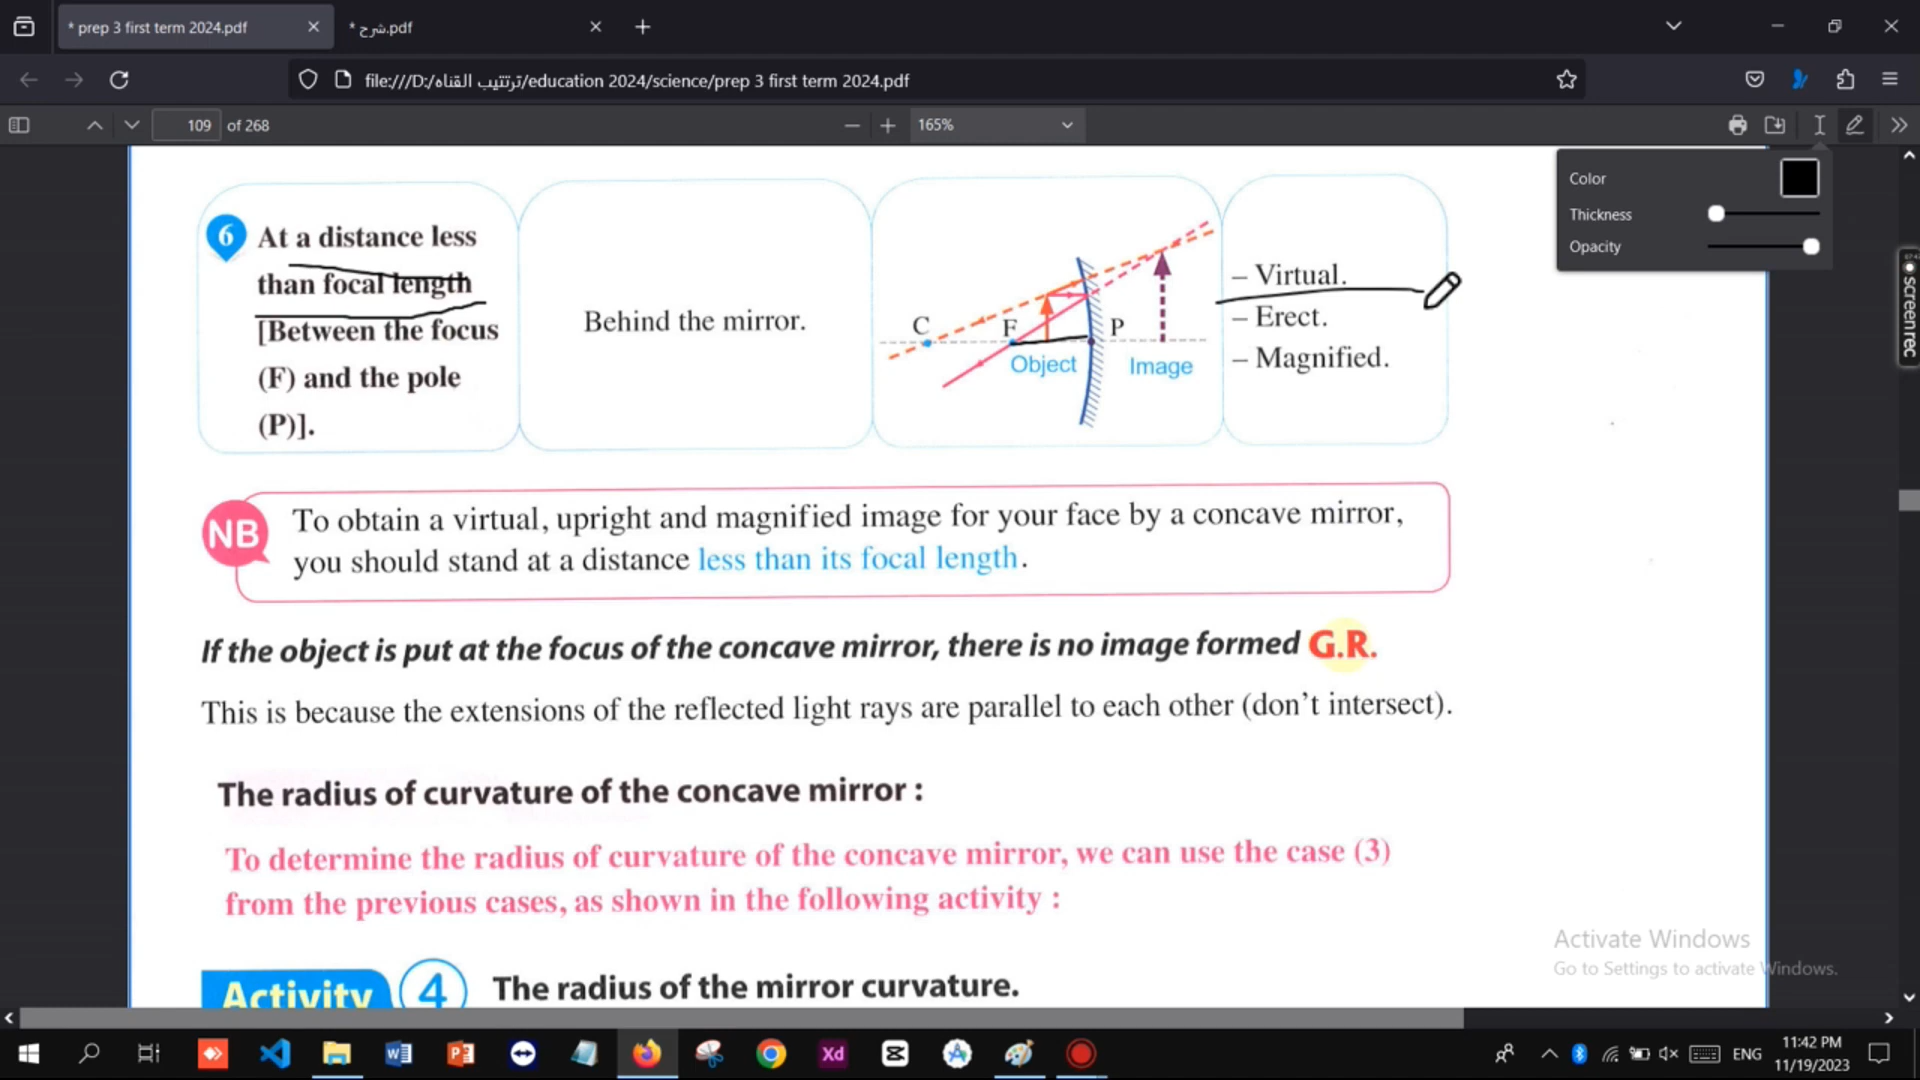 * prep 3 first term 2024.pdf
* شرح.pdf
file:///D:/ترتتيب القناه/education 2024/science/prep 3 first term 2024.pdf
109 of 268
165%
Color
Thickness
Opacity
6 At a distance less
than focal length
[Between the focus
(F) and the pole
(P)].
Behind the mirror.
C F P
Object Image
– Virtual.
– Erect.
– Magnified.
screenrec
NB To obtain a virtual, upright and magnified image for your face by a concave mirror,
you should stand at a distance less than its focal length.
If the object is put at the focus of the concave mirror, there is no image formed G.R.
This is because the extensions of the reflected light rays are parallel to each other (don’t intersect).
The radius of curvature of the concave mirror :
To determine the radius of curvature of the concave mirror, we can use the case (3)
from the previous cases, as shown in the following activity :
Activity 4 The radius of the mirror curvature.
Activate Windows
Go to Settings to activate Windows.
Xd
ENG
11:42 PM
11/19/2023